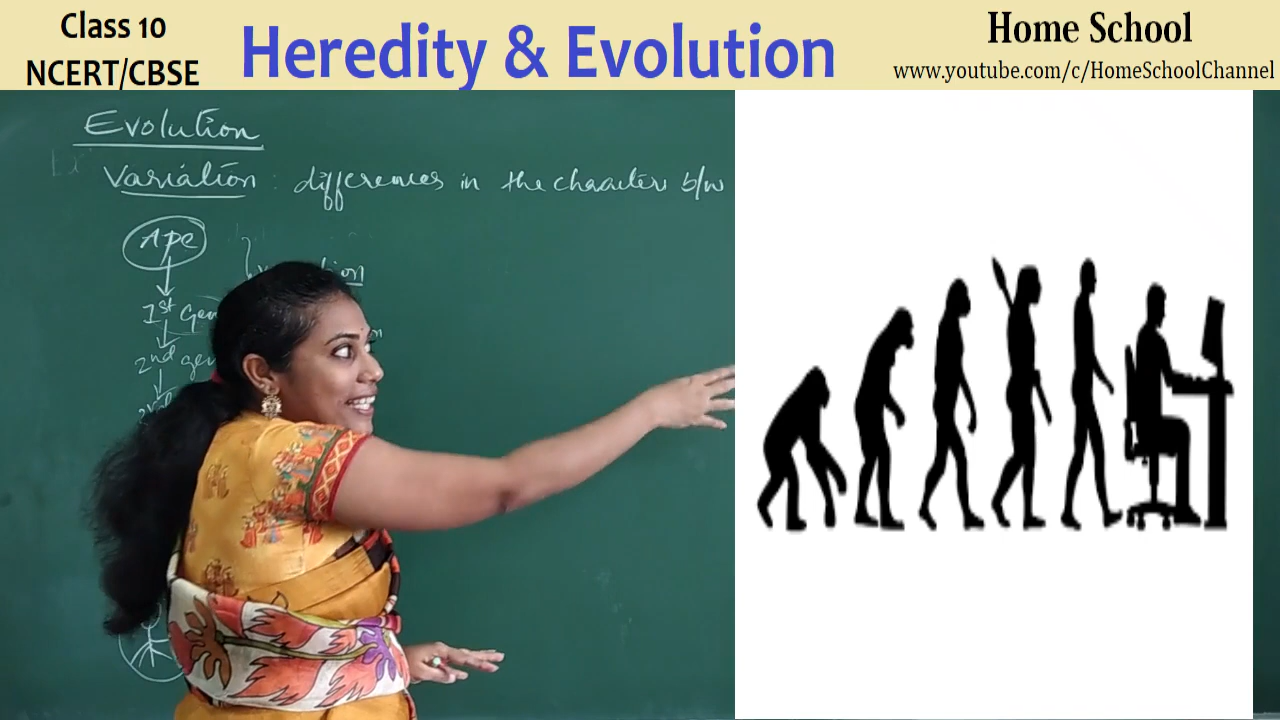 Class 10
NCERT/CBSE
Heredity & Evolution
Home School
www.youtube.com/c/HomeSchoolChannel
Evolution
Variation : differences in the characters b/w
Ape
1st Gen
2nd gen